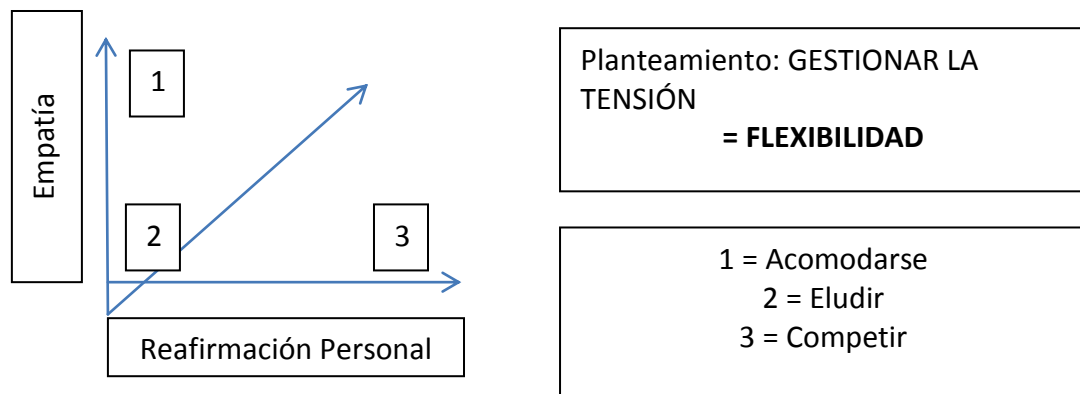 Empatía
1
2
3
Reafirmación Personal
Planteamiento: GESTIONAR LA
TENSIÓN
= FLEXIBILIDAD
1 = Acomodarse
2 = Eludir
3 = Competir